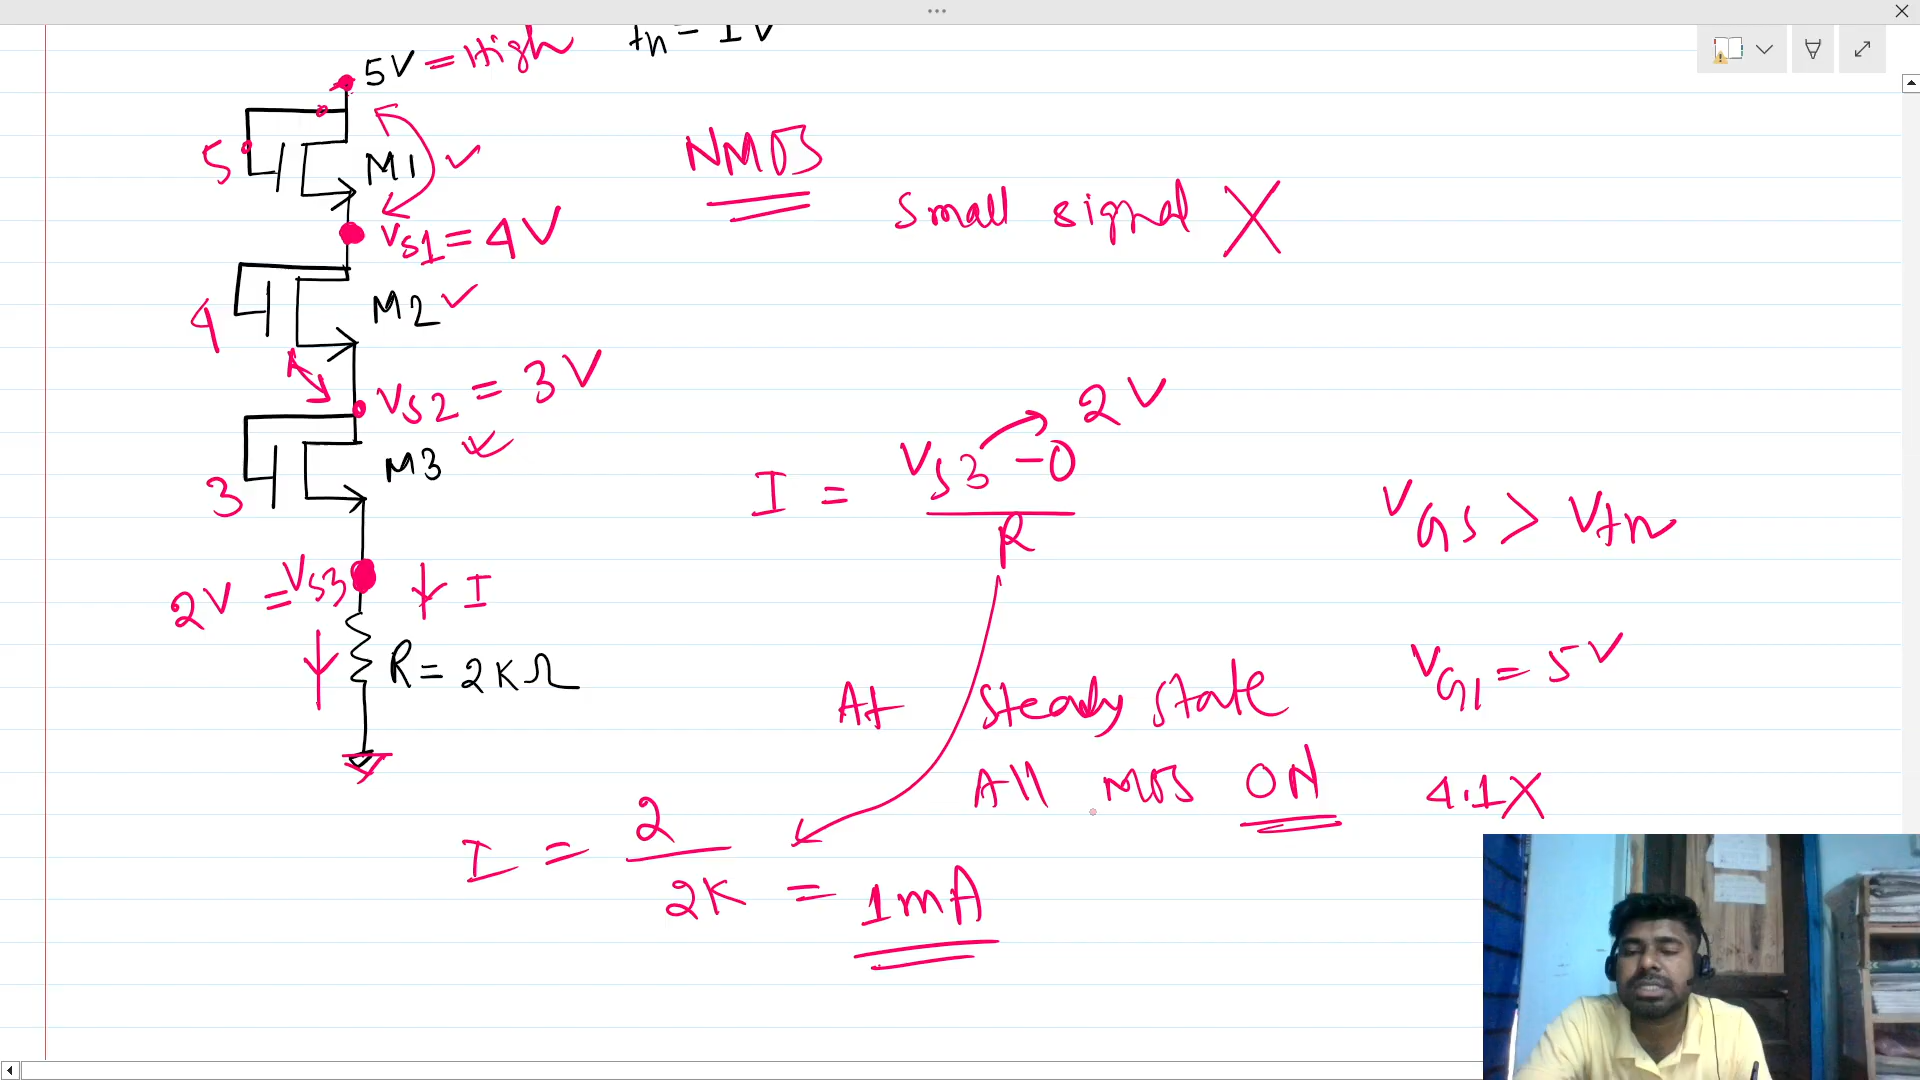 tn = 1V
5V = High
5
M1
NMOS
Small signal X
VS1 = 4V
4
M2
VS2 = 3V
M3
3
2V
I = VS3 - 0 / R
VGS > Vtn
2V = VS3
I
R = 2KΩ
VG1 = 5V
At Steady State
All MOS ON
4.1X
I = 2 / 2K = 1mA